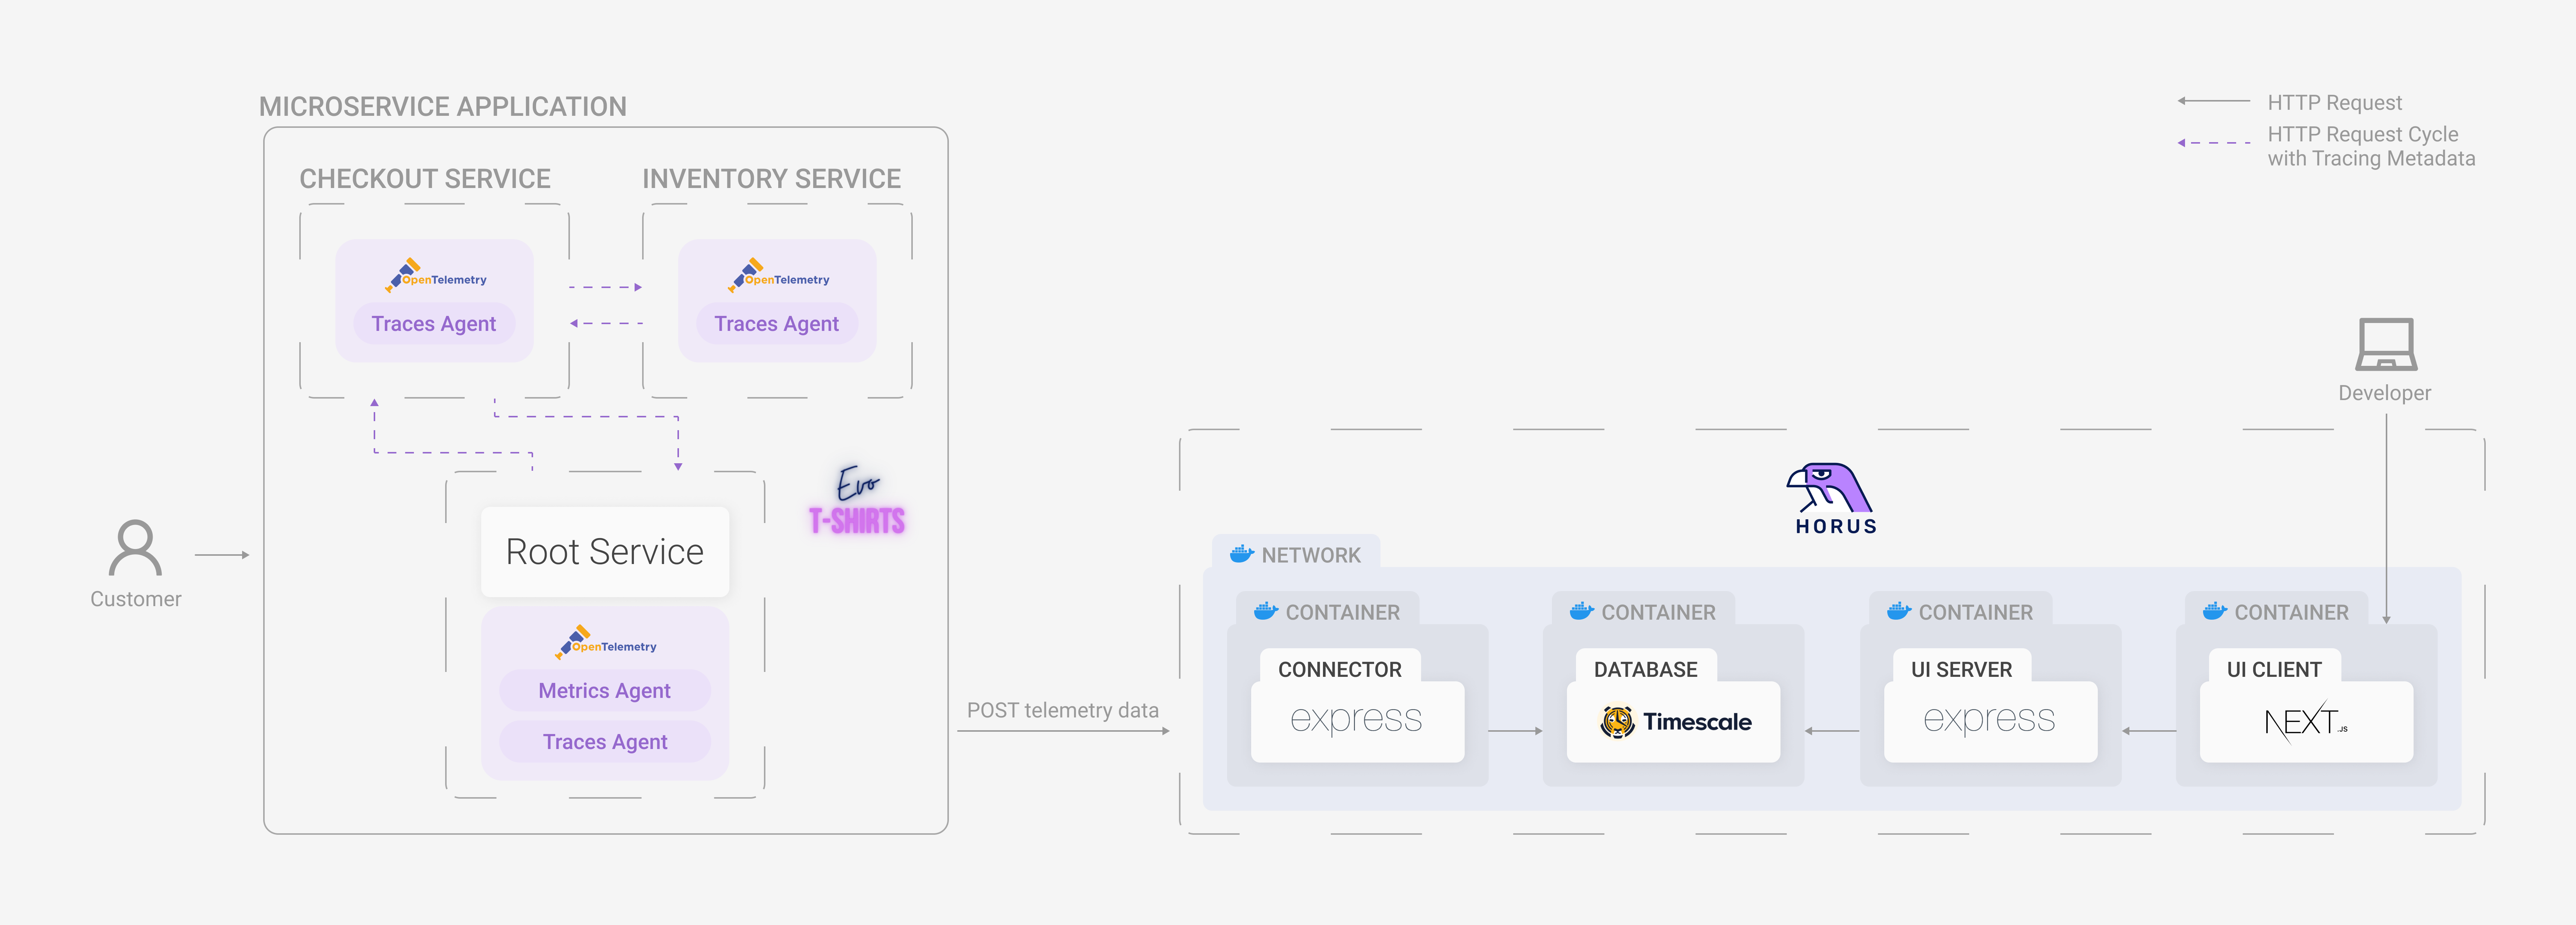 MICROSERVICE APPLICATION
HTTP Request
HTTP Request Cycle
with Tracing Metadata
CHECKOUT SERVICE
INVENTORY SERVICE
OpenTelemetry
Traces Agent
OpenTelemetry
Traces Agent
Developer
Evo
T-SHIRTS
Root Service
OpenTelemetry
Metrics Agent
Traces Agent
Customer
POST telemetry data
HORUS
NETWORK
CONTAINER
CONNECTOR
express
CONTAINER
DATABASE
Timescale
CONTAINER
UI SERVER
express
CONTAINER
UI CLIENT
NEXT.JS